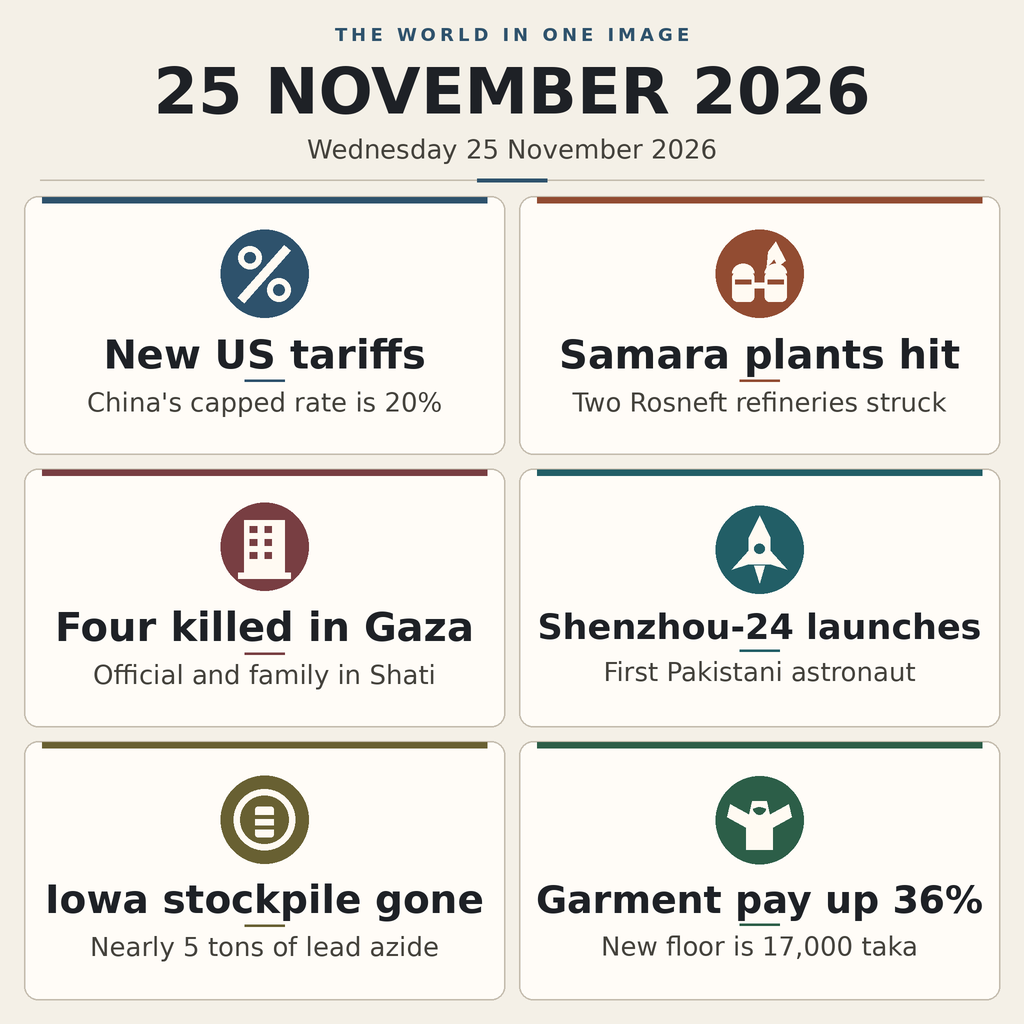 THE WORLD IN ONE IMAGE
25 NOVEMBER 2026
Wednesday 25 November 2026
New US tariffs
China's capped rate is 20%
Samara plants hit
Two Rosneft refineries struck
Four killed in Gaza
Official and family in Shati
Shenzhou-24 launches
First Pakistani astronaut
Iowa stockpile gone
Nearly 5 tons of lead azide
Garment pay up 36%
New floor is 17,000 taka